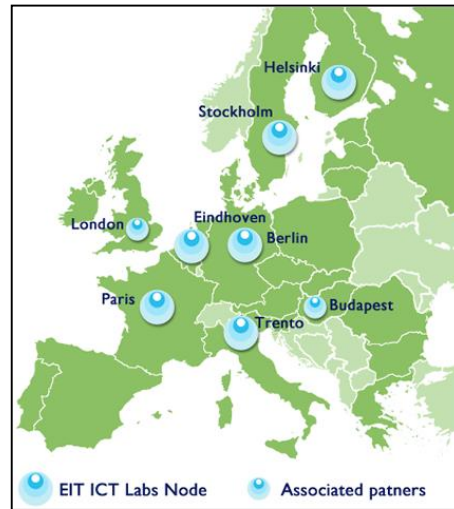 Helsinki
Stockholm
London
Eindhoven
Berlin
Paris
Budapest
Trento
EIT ICT Labs Node
Associated patners